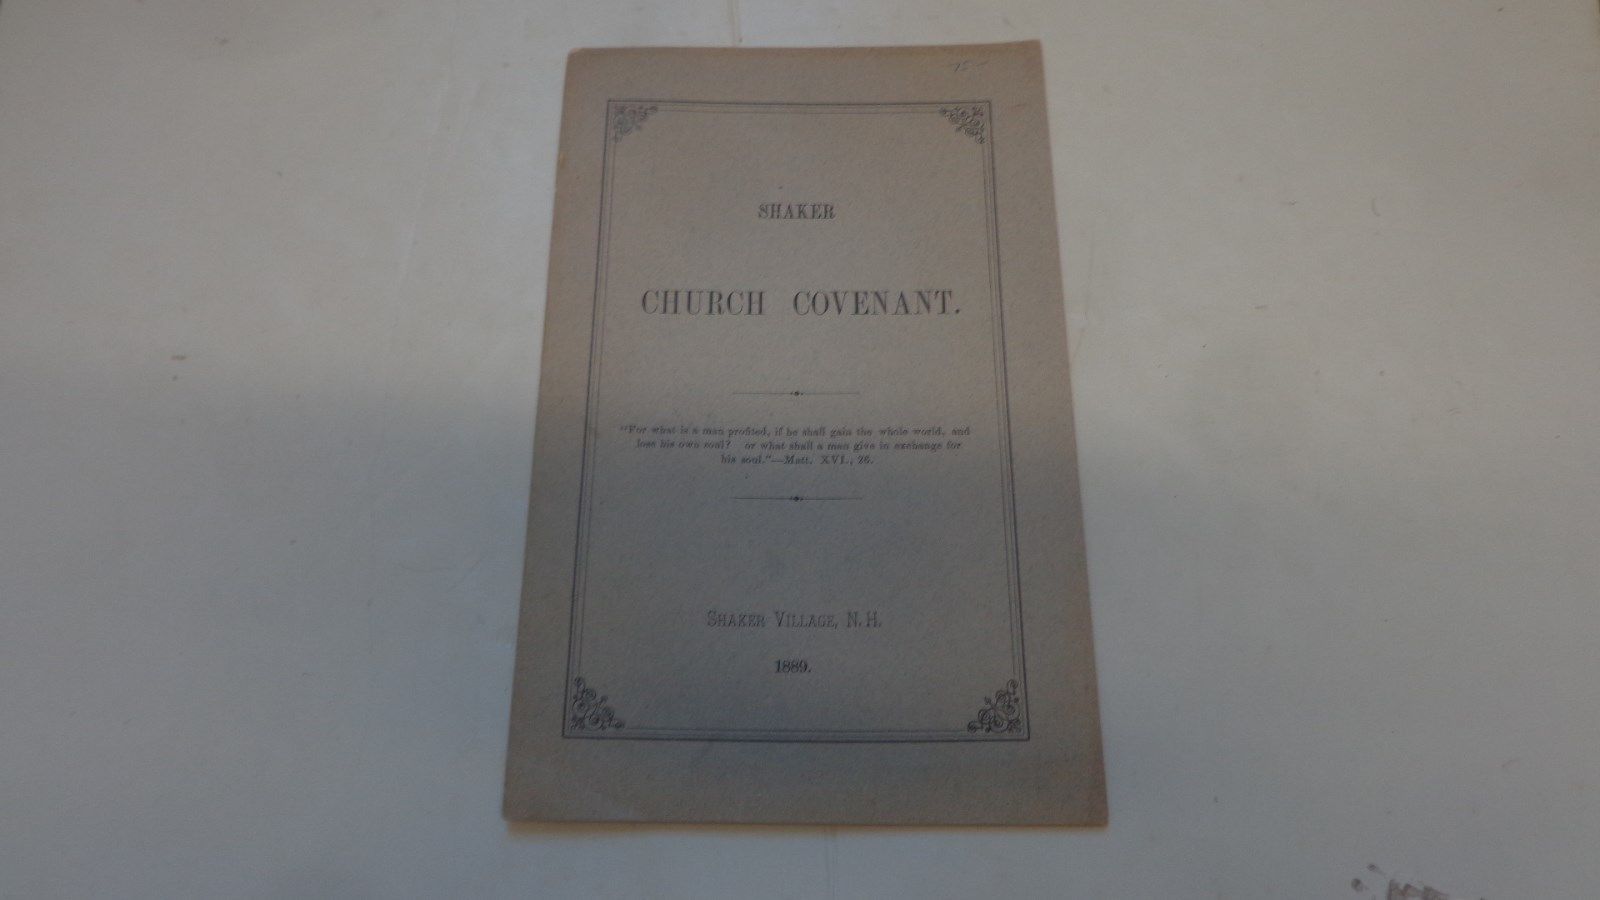 75-
SHAKER
CHURCH COVENANT.
"For what is a man profited, if he shall gain the whole world, and
lose his own soul? or what shall a man give in exchange for
his soul."—Matt. XVI., 26.
SHAKER VILLAGE, N. H.
1889.